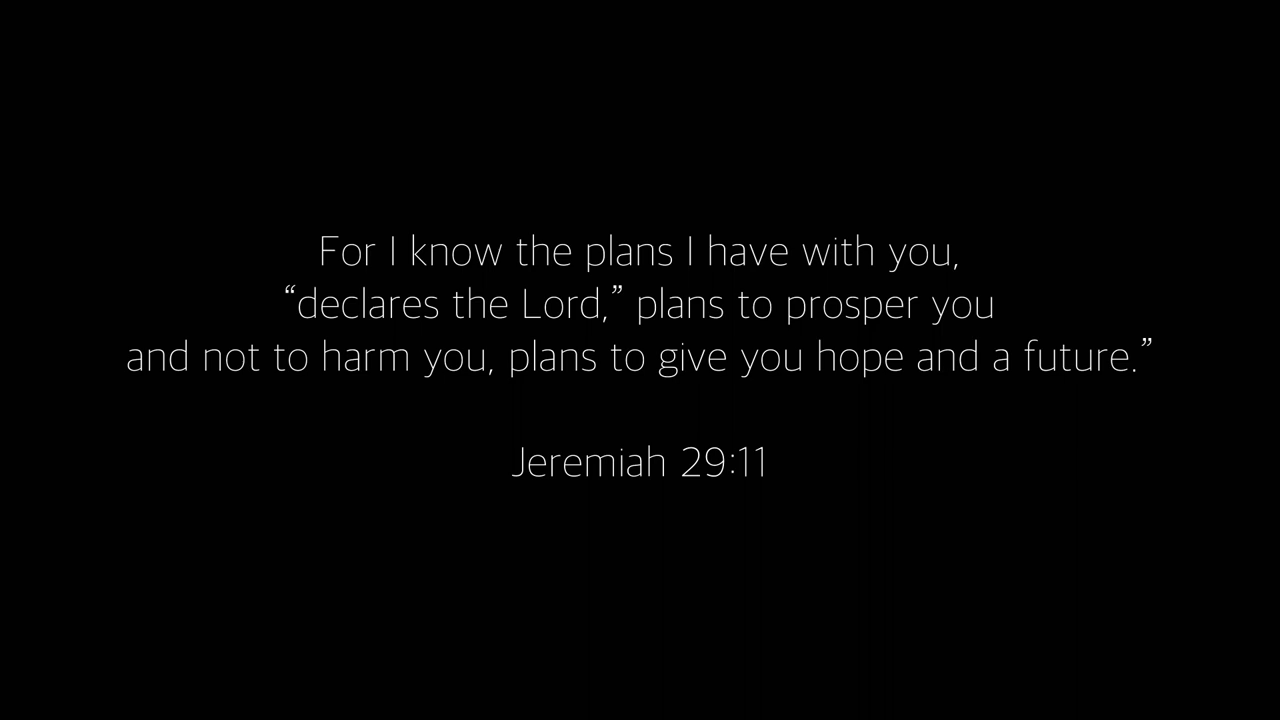 For I know the plans I have with you,
“declares the Lord,” plans to prosper you
and not to harm you, plans to give you hope and a future.”
Jeremiah 29:11